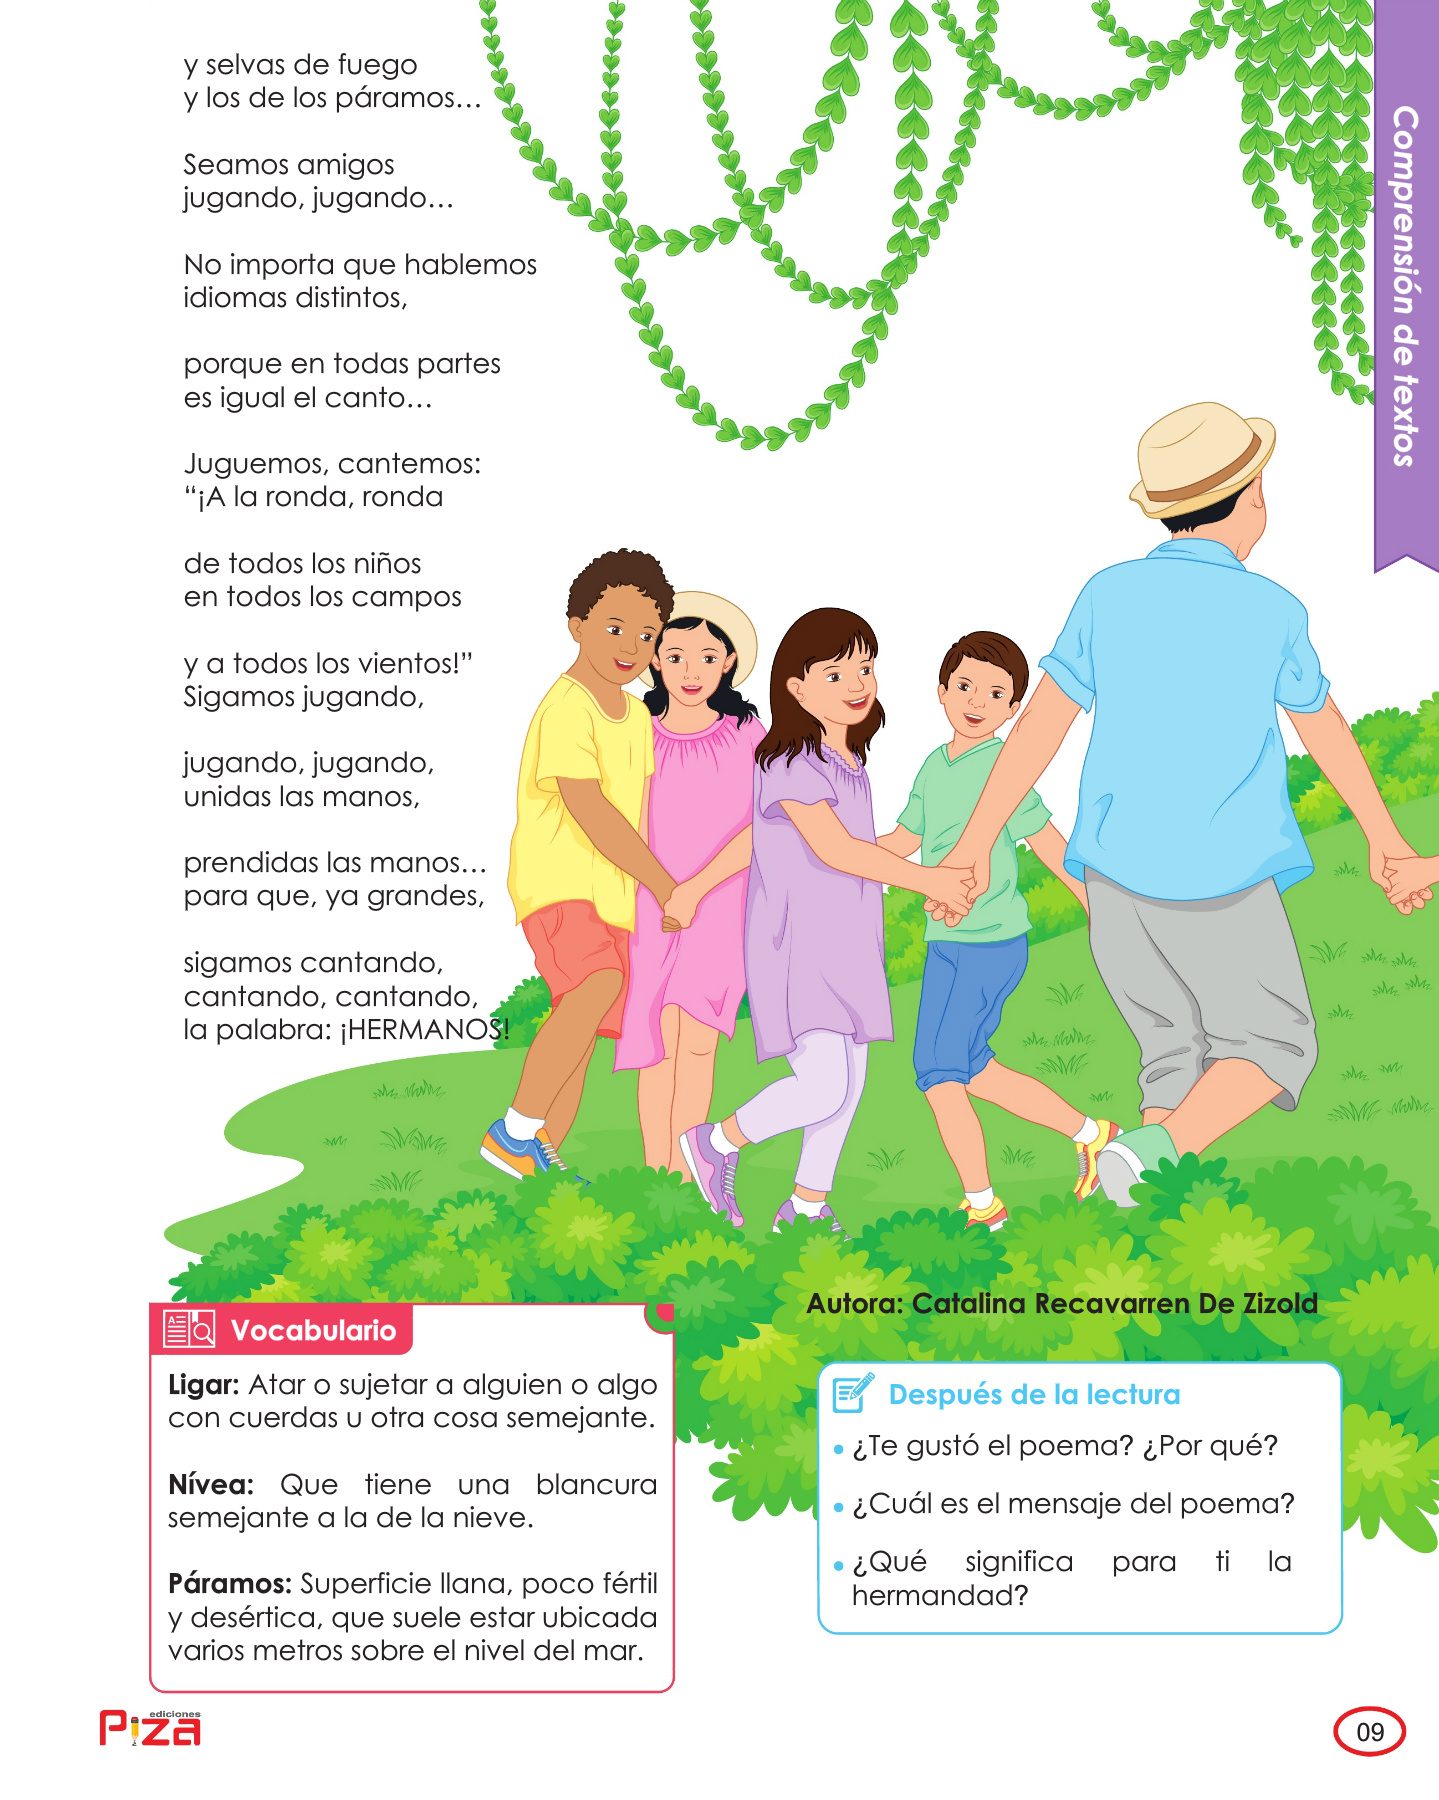 y selvas de fuego
y los de los páramos…
Seamos amigos
jugando, jugando…
No importa que hablemos
idiomas distintos,
porque en todas partes
es igual el canto…
Juguemos, cantemos:
“¡A la ronda, ronda
de todos los niños
en todos los campos
y a todos los vientos!”
Sigamos jugando,
jugando, jugando,
unidas las manos,
prendidas las manos…
para que, ya grandes,
sigamos cantando,
cantando, cantando,
la palabra: ¡HERMANOS!
Comprensión de textos
Autora: Catalina Recavarren De Zizold
Vocabulario
Ligar: Atar o sujetar a alguien o algo
con cuerdas u otra cosa semejante.
Nívea: Que tiene una blancura
semejante a la de la nieve.
Páramos: Superficie llana, poco fértil
y desértica, que suele estar ubicada
varios metros sobre el nivel del mar.
Después de la lectura
• ¿Te gustó el poema? ¿Por qué?
• ¿Cuál es el mensaje del poema?
• ¿Qué significa para ti la
hermandad?
ediciones
Piza
09